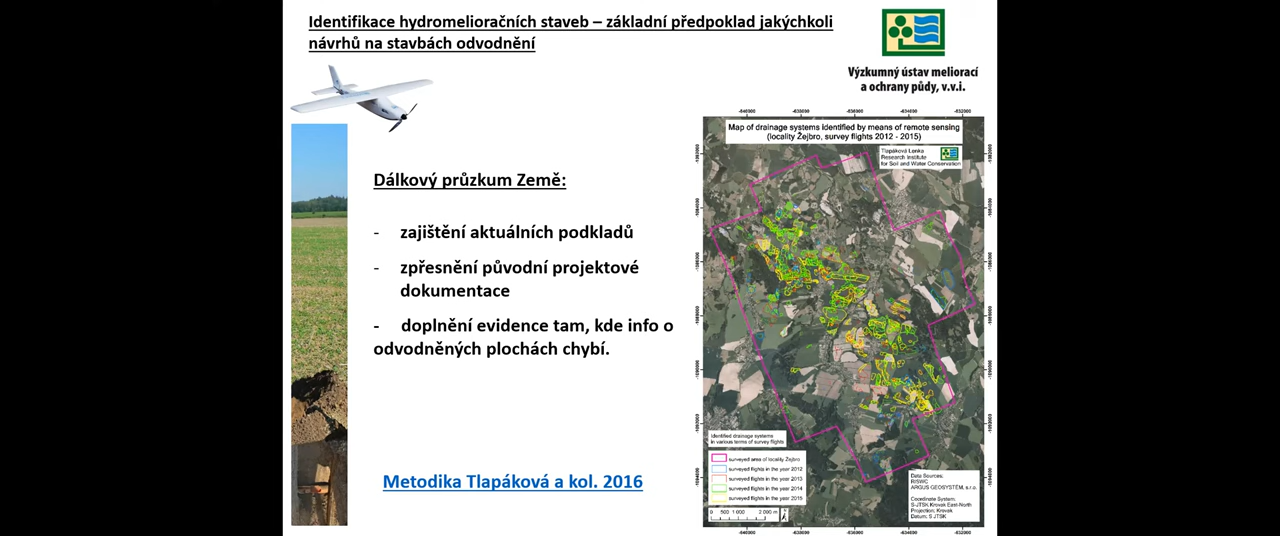 Identifikace hydromelioračních staveb – základní předpoklad jakýchkoli
návrhů na stavbách odvodnění
Výzkumný ústav meliorací
a ochrany půdy, v.v.i.
Dálkový průzkum Země:
- zajištění aktuálních podkladů
- zpřesnění původní projektové
dokumentace
- doplnění evidence tam, kde info o
odvodněných plochách chybí.
Metodika Tlapáková a kol. 2016
Map of drainage systems identified by means of remote sensing
(locality Žejbro, survey flights 2012 - 2015)
Tlapáková Lenka
Research Institute
for Soil and Water Conservation
Identified drainage systems
in various terms of survey flights
surveyed area of locality Žejbro
surveyed flights in the year 2012
surveyed flights in the year 2013
surveyed flights in the year 2014
surveyed flights in the year 2015
0 500 1 000 2 000 m
Data Sources:
RISWC
ARGUS GEOSYSTÉM, s.r.o.
Coordinate System:
S-JTSK Krovak East-North
Projection: Krovak
Datum: S JTSK